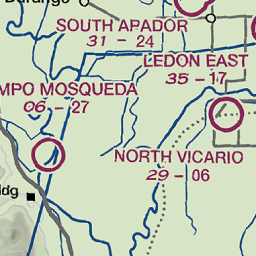 SOUTH APADOR
31 - 24
LEDON EAST
35 - 17
MPO MOSQUEDA
06 - 27
NORTH VICARIO
29 - 06
ldg